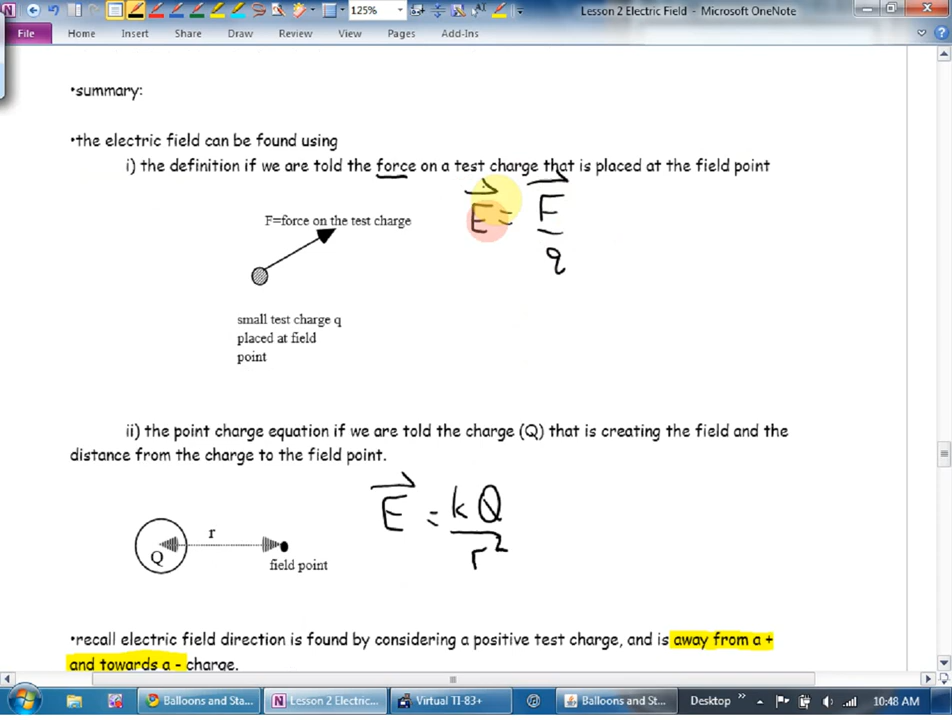 125%
Lesson 2 Electric Field - Microsoft OneNote
File Home Insert Share Draw Review View Pages Add-Ins
•summary:
•the electric field can be found using
i) the definition if we are told the force on a test charge that is placed at the field point
F=force on the test charge
E = F
q
small test charge q
placed at field
point
ii) the point charge equation if we are told the charge (Q) that is creating the field and the
distance from the charge to the field point.
E = kQ
r²
r
Q
field point
•recall electric field direction is found by considering a positive test charge, and is away from a +
and towards a - charge.
Balloons and Sta... Lesson 2 Electric... Virtual TI-83+ Balloons and St... Desktop » 10:48 AM